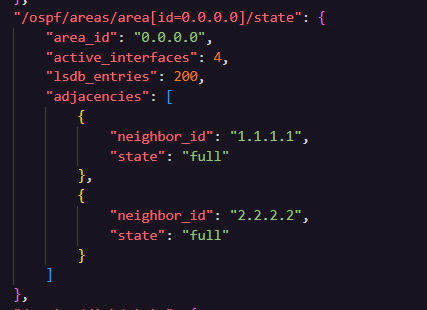 },
"/ospf/areas/area[id=0.0.0.0]/state": {
    "area_id": "0.0.0.0",
    "active_interfaces": 4,
    "lsdb_entries": 200,
    "adjacencies": [
        {
            "neighbor_id": "1.1.1.1",
            "state": "full"
        },
        {
            "neighbor_id": "2.2.2.2",
            "state": "full"
        }
    ]
},